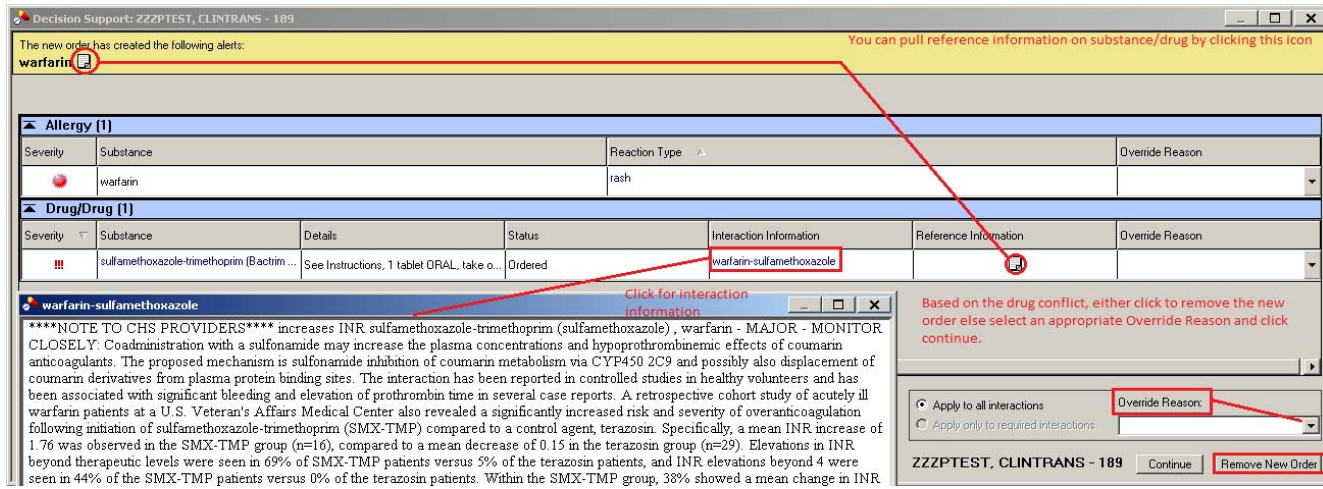 Decision Support: ZZZPTEST, CLINTRANS - 189
The new order has created the following alerts:
warfarin
You can pull reference information on substance/drug by clicking this icon
Allergy (1)
Severity Substance Reaction Type Override Reason
warfarin rash
Drug/Drug (1)
Severity Substance Details Status Interaction Information Reference Information Override Reason
!!! sulfamethoxazole-trimethoprim (Bactrim ... See Instructions, 1 tablet ORAL, take o... Ordered warfarin-sulfamethoxazole
Click for interaction
information
warfarin-sulfamethoxazole
****NOTE TO CHS PROVIDERS**** increases INR sulfamethoxazole-trimethoprim (sulfamethoxazole) , warfarin - MAJOR - MONITOR
CLOSELY: Coadministration with a sulfonamide may increase the plasma concentrations and hypoprothrombinemic effects of coumarin
anticoagulants. The proposed mechanism is sulfonamide inhibition of coumarin metabolism via CYP450 2C9 and possibly also displacement of
coumarin derivatives from plasma protein binding sites. The interaction has been reported in controlled studies in healthy volunteers and has
been associated with significant bleeding and elevation of prothrombin time in several case reports. A retrospective cohort study of acutely ill
warfarin patients at a U.S. Veteran's Affairs Medical Center also revealed a significantly increased risk and severity of overanticoagulation
following initiation of sulfamethoxazole-trimethoprim (SMX-TMP) compared to a control agent, terazosin. Specifically, a mean INR increase of
1.76 was observed in the SMX-TMP group (n=16), compared to a mean decrease of 0.15 in the terazosin group (n=29). Elevations in INR
beyond therapeutic levels were seen in 69% of SMX-TMP patients versus 5% of the terazosin patients, and INR elevations beyond 4 were
seen in 44% of the SMX-TMP patients versus 0% of the terazosin patients. Within the SMX-TMP group, 38% showed a mean change in INR
Based on the drug conflict, either click to remove the new
order else select an appropriate Override Reason and click
continue.
Apply to all interactions
Apply only to required interactions
Override Reason:
ZZZPTEST, CLINTRANS - 189 Continue Remove New Order